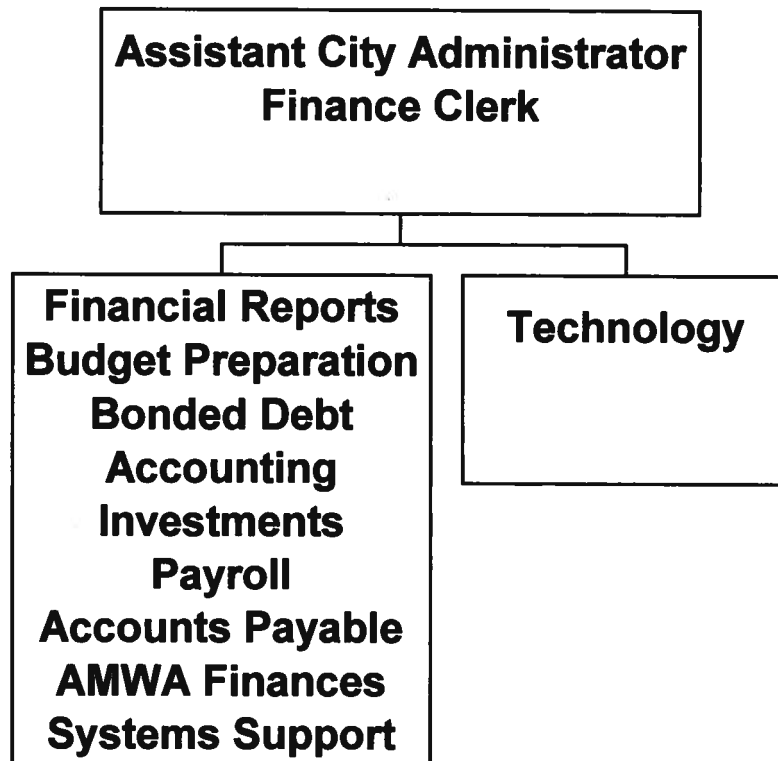 Assistant City Administrator
Finance Clerk
Financial Reports
Budget Preparation
Bonded Debt
Accounting
Investments
Payroll
Accounts Payable
AMWA Finances
Systems Support
Technology